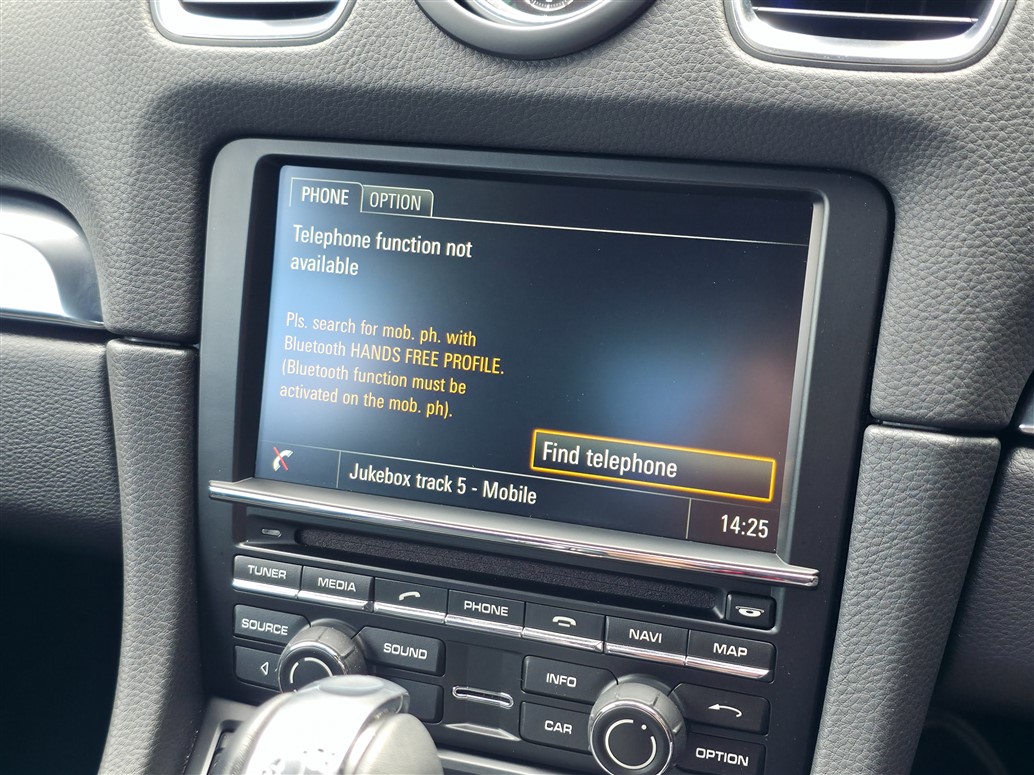 PHONE OPTION
Telephone function not
available
Pls. search for mob. ph. with
Bluetooth HANDS FREE PROFILE.
(Bluetooth function must be
activated on the mob. ph).
Find telephone
Jukebox track 5 - Mobile
14:25
TUNER MEDIA PHONE NAVI MAP
SOURCE SOUND INFO
CAR OPTION